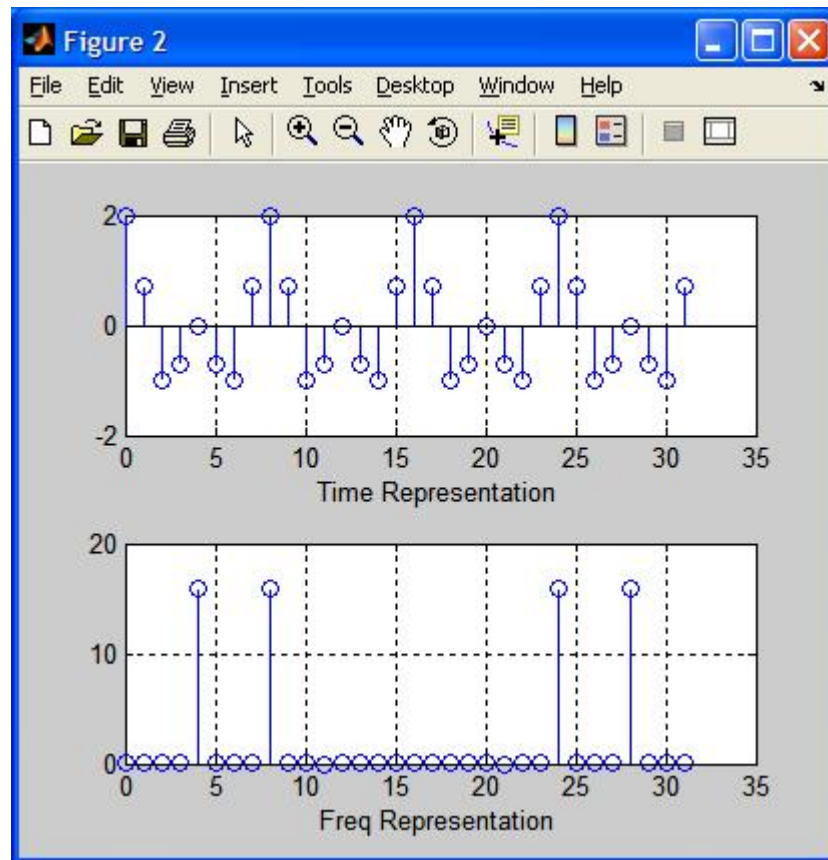 Figure 2
File Edit View Insert Tools Desktop Window Help
2
0
-2
0 5 10 15 20 25 30 35
Time Representation
20
10
0
0 5 10 15 20 25 30 35
Freq Representation